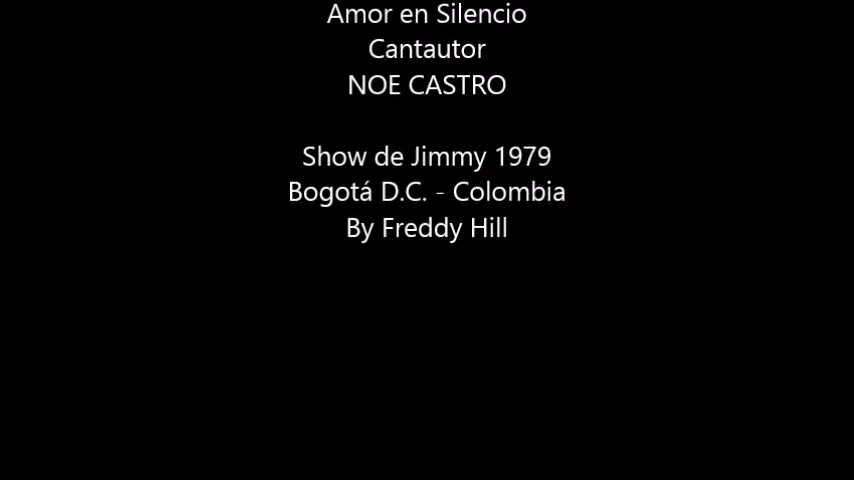 Amor en Silencio
Cantautor
NOE CASTRO
Show de Jimmy 1979
Bogotá D.C. - Colombia
By Freddy Hill